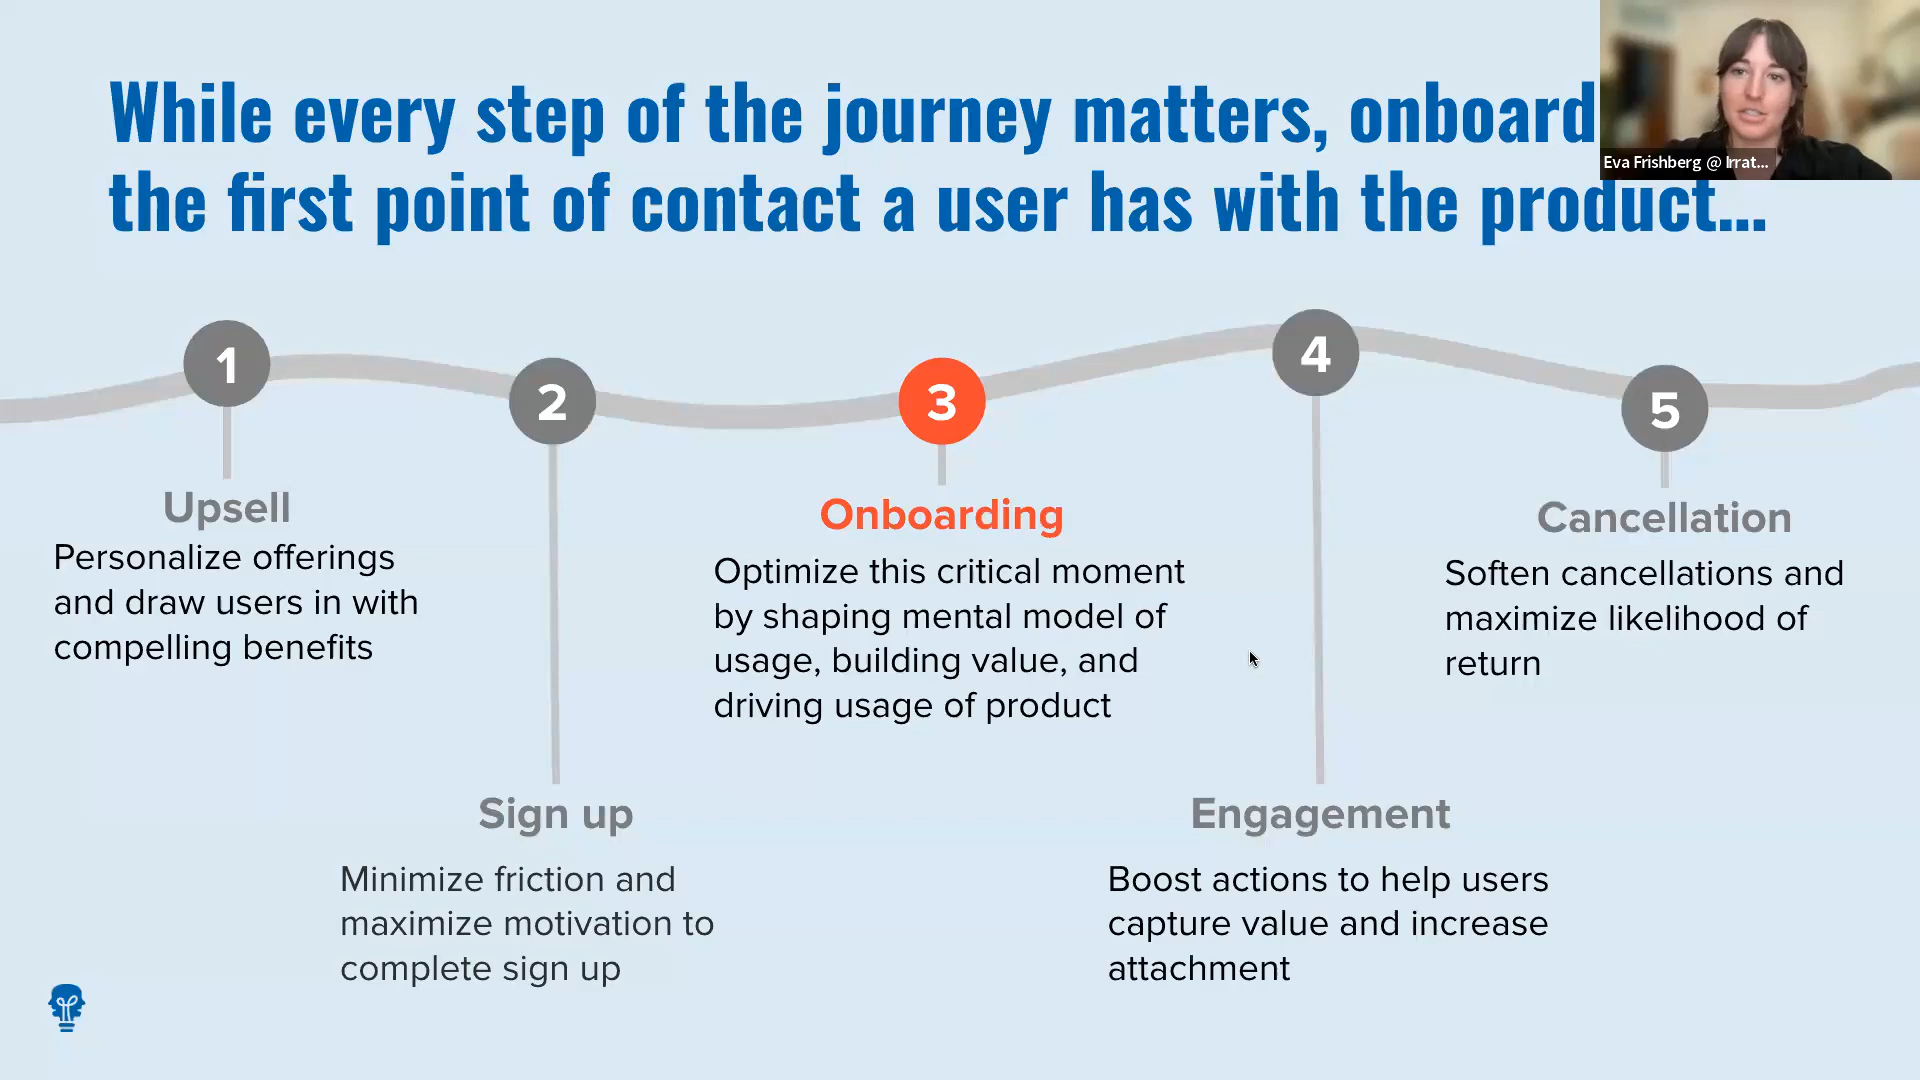 While every step of the journey matters, onboard
the first point of contact a user has with the product...
Eva Frishberg @ Irrat...
1
2
3
4
5
Upsell
Personalize offerings
and draw users in with
compelling benefits
Onboarding
Optimize this critical moment
by shaping mental model of
usage, building value, and
driving usage of product
Cancellation
Soften cancellations and
maximize likelihood of
return
Sign up
Minimize friction and
maximize motivation to
complete sign up
Engagement
Boost actions to help users
capture value and increase
attachment